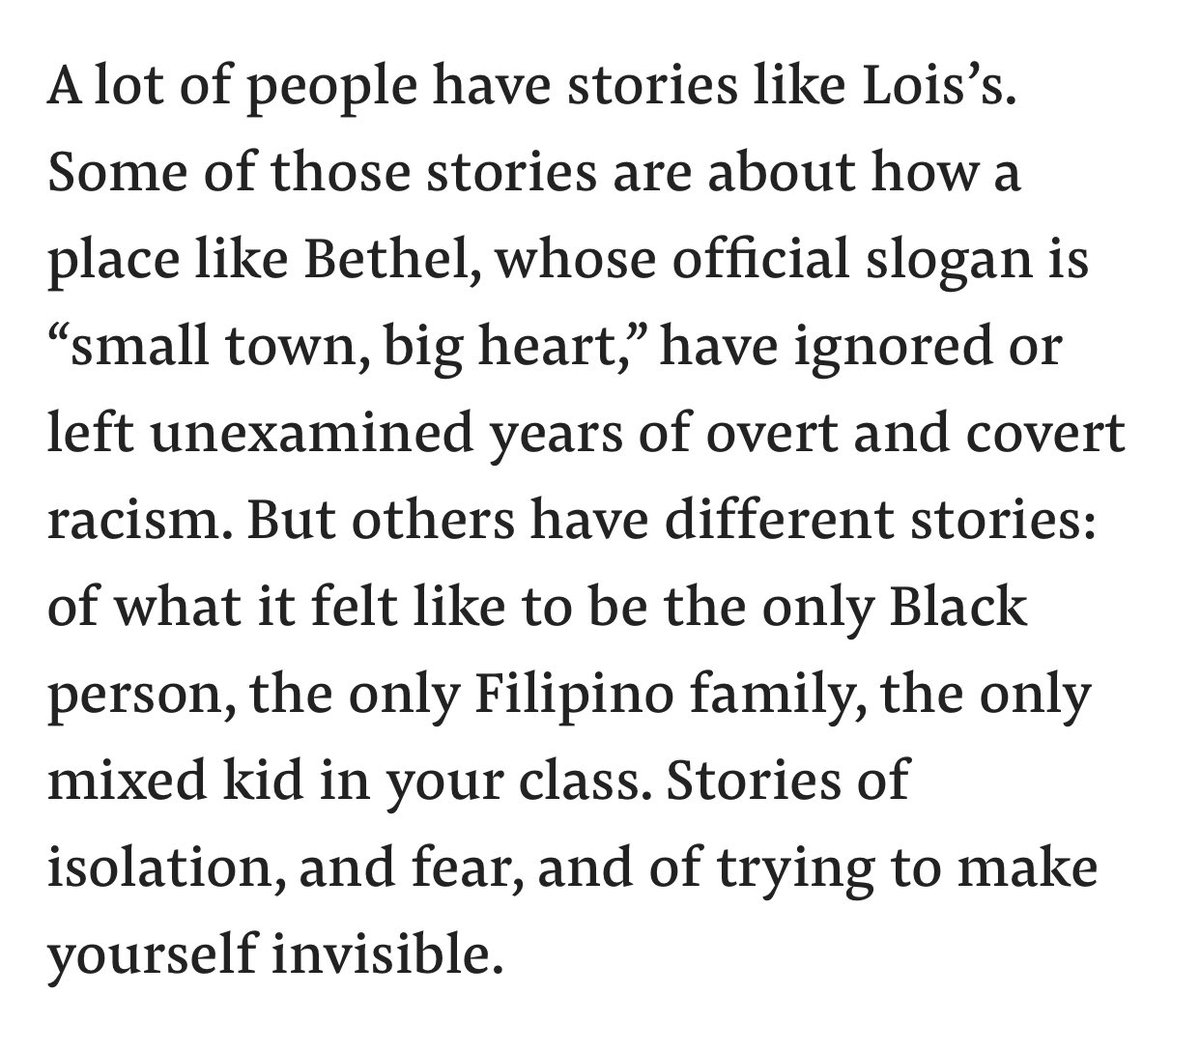 A lot of people have stories like Lois’s.
Some of those stories are about how a
place like Bethel, whose official slogan is
“small town, big heart,” have ignored or
left unexamined years of overt and covert
racism. But others have different stories:
of what it felt like to be the only Black
person, the only Filipino family, the only
mixed kid in your class. Stories of
isolation, and fear, and of trying to make
yourself invisible.